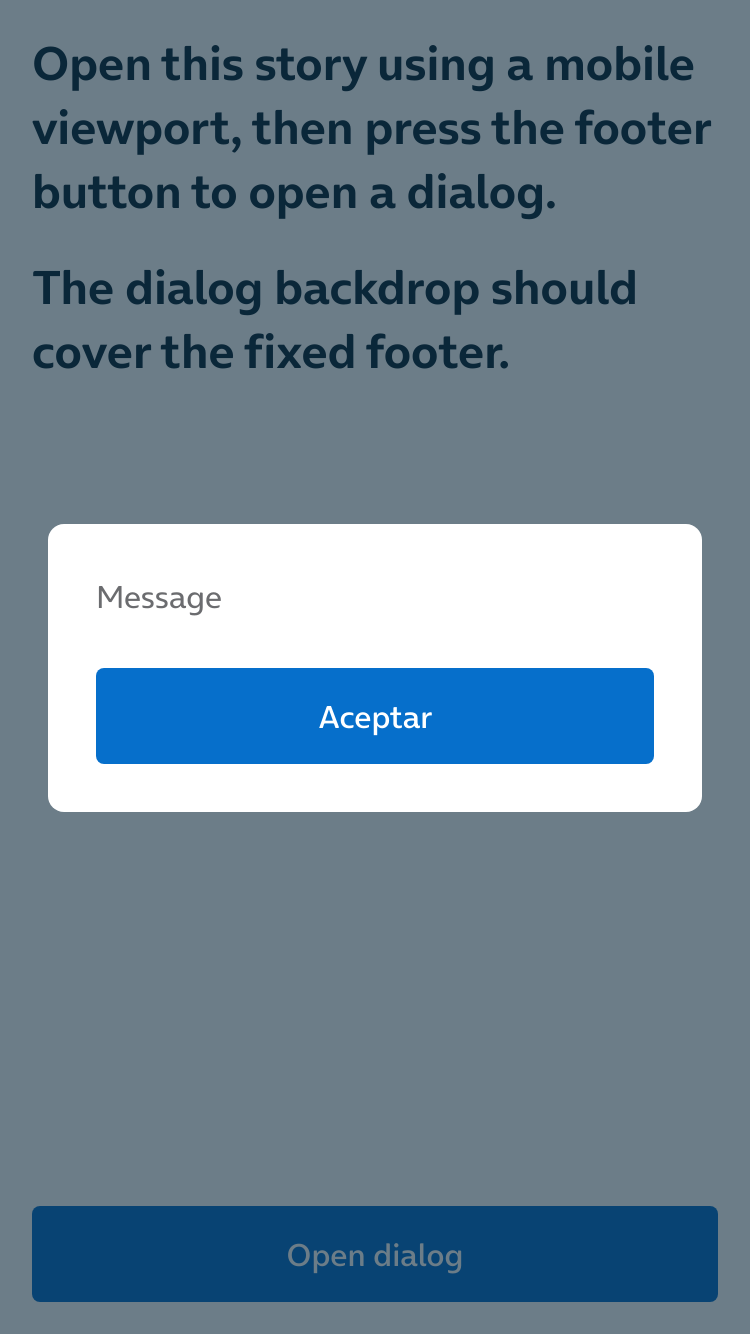 Open this story using a mobile
viewport, then press the footer
button to open a dialog.
The dialog backdrop should
cover the fixed footer.
Message
Aceptar
Open dialog